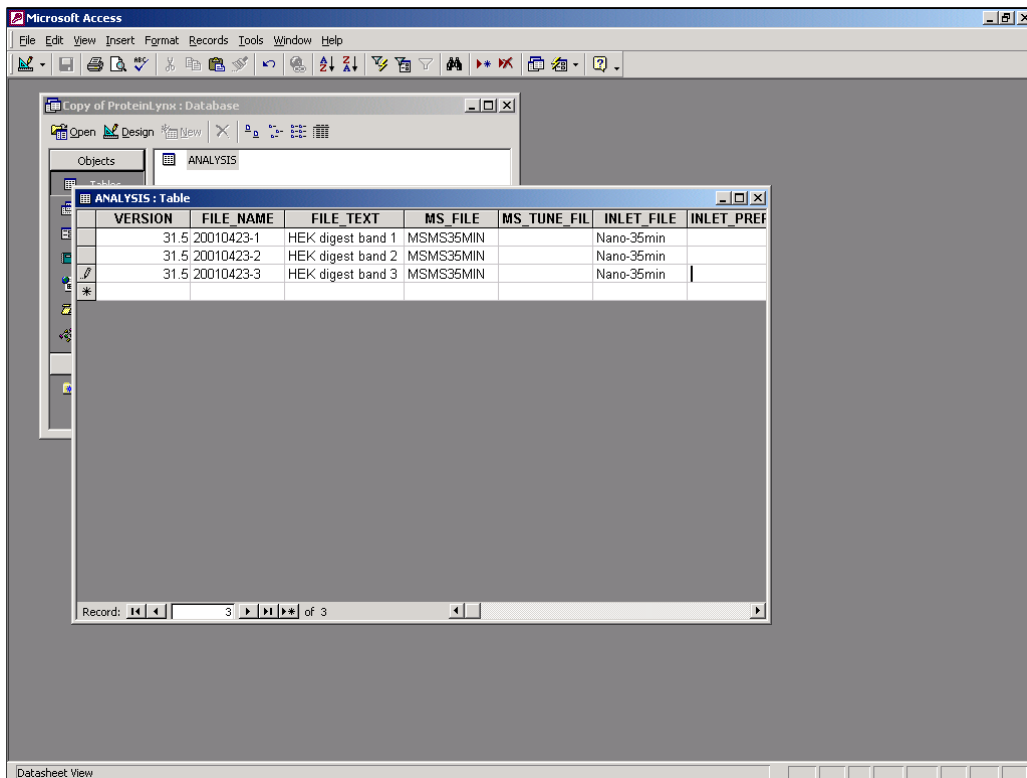 Microsoft Access
File Edit View Insert Format Records Tools Window Help
Copy of ProteinLynx : Database
Open Design New
Objects
ANALYSIS
Tables
ANALYSIS : Table
VERSION FILE_NAME FILE_TEXT MS_FILE MS_TUNE_FIL INLET_FILE INLET_PREF
31.5 20010423-1 HEK digest band 1 MSMS35MIN Nano-35min
31.5 20010423-2 HEK digest band 2 MSMS35MIN Nano-35min
31.5 20010423-3 HEK digest band 3 MSMS35MIN Nano-35min
Record: 3 of 3
Datasheet View